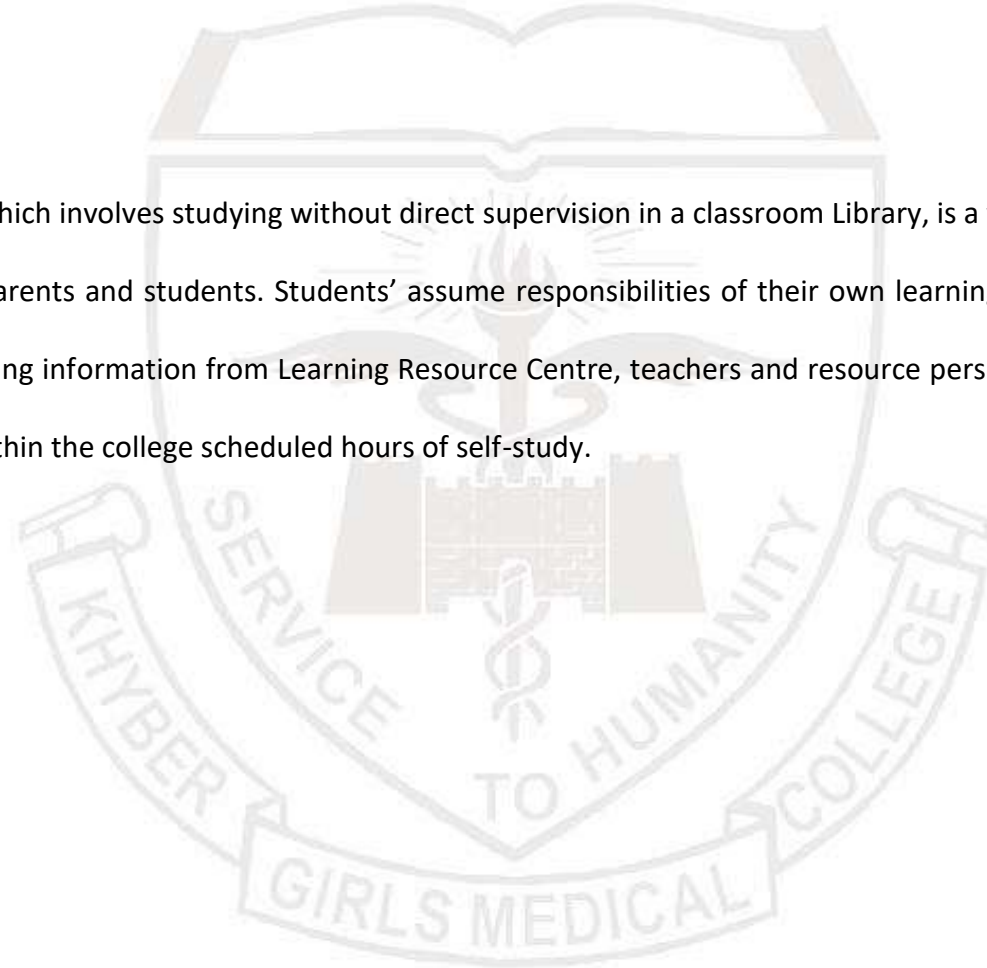 hich involves studying without direct supervision in a classroom Library, is a
arents and students. Students’ assume responsibilities of their own learning
ng information from Learning Resource Centre, teachers and resource pers
thin the college scheduled hours of self-study.
SERVICE TO HUMANITY
KHYBER GIRLS MEDICAL COLLEGE